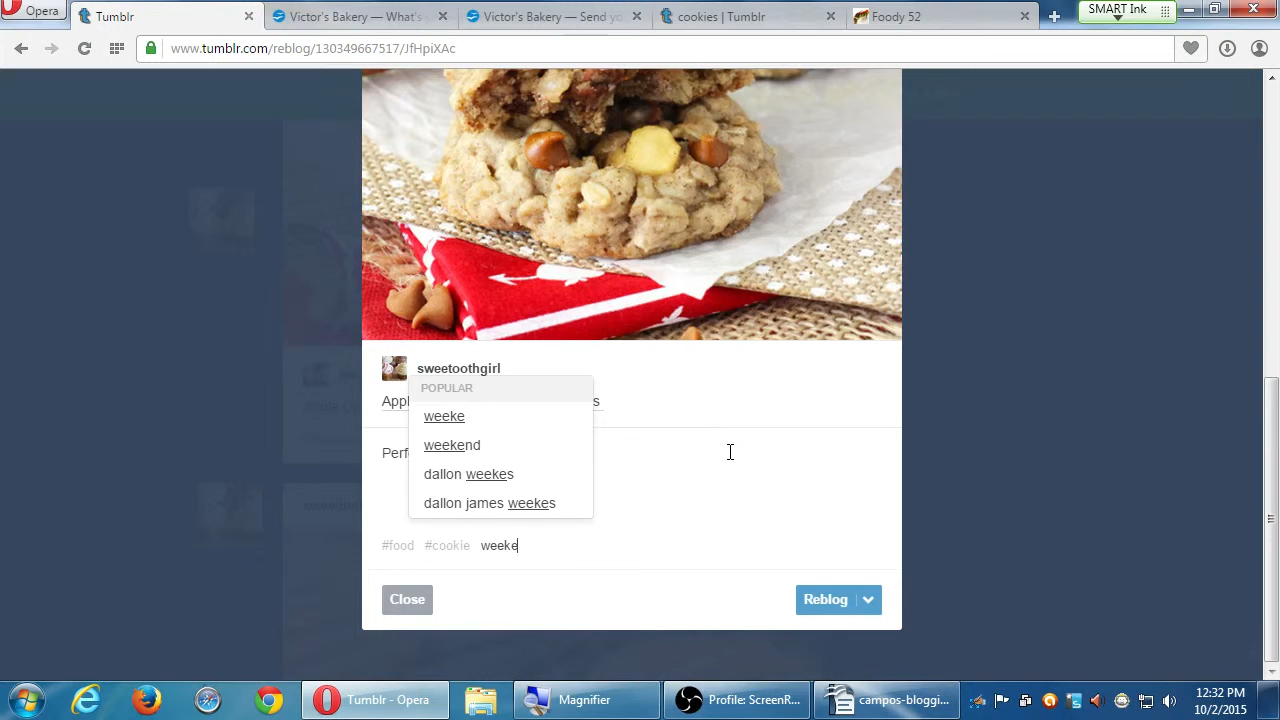 Opera
Tumblr
Victor's Bakery — What's
Victor's Bakery — Send yo
cookies | Tumblr
Foody 52
SMART Ink
www.tumblr.com/reblog/130349667517/JfHpiXAc
sweetoothgirl
POPULAR
weeke
weekend
dallon weekes
dallon james weekes
#food #cookie weeke
Close
Reblog
Tumblr - Opera
Magnifier
Profile: ScreenR...
campos-bloggi...
12:32 PM
10/2/2015